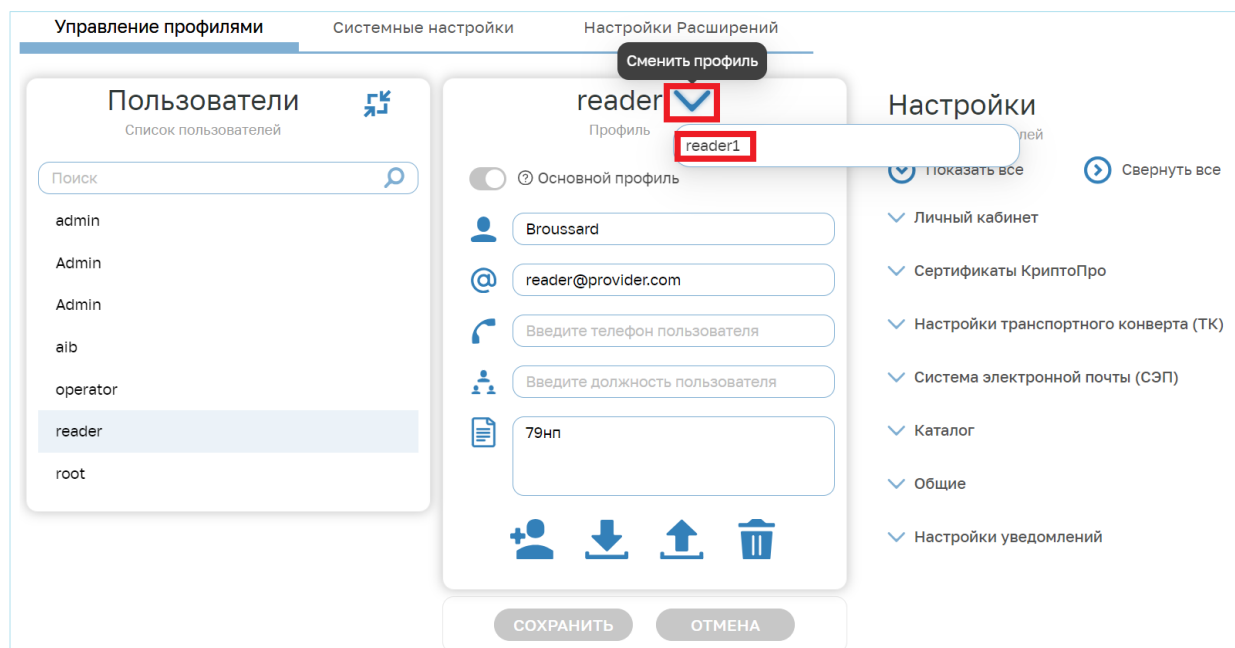 Управление профилями
Системные настройки
Настройки Расширений
Сменить профиль
Пользователи
Список пользователей
Поиск
admin
Admin
Admin
aib
operator
reader
root
reader
Профиль
reader1
Основной профиль
Broussard
reader@provider.com
Введите телефон пользователя
Введите должность пользователя
79нп
СОХРАНИТЬ
ОТМЕНА
Настройки
Показать все
Свернуть все
Личный кабинет
Сертификаты КриптоПро
Настройки транспортного конверта (ТК)
Система электронной почты (СЭП)
Каталог
Общие
Настройки уведомлений